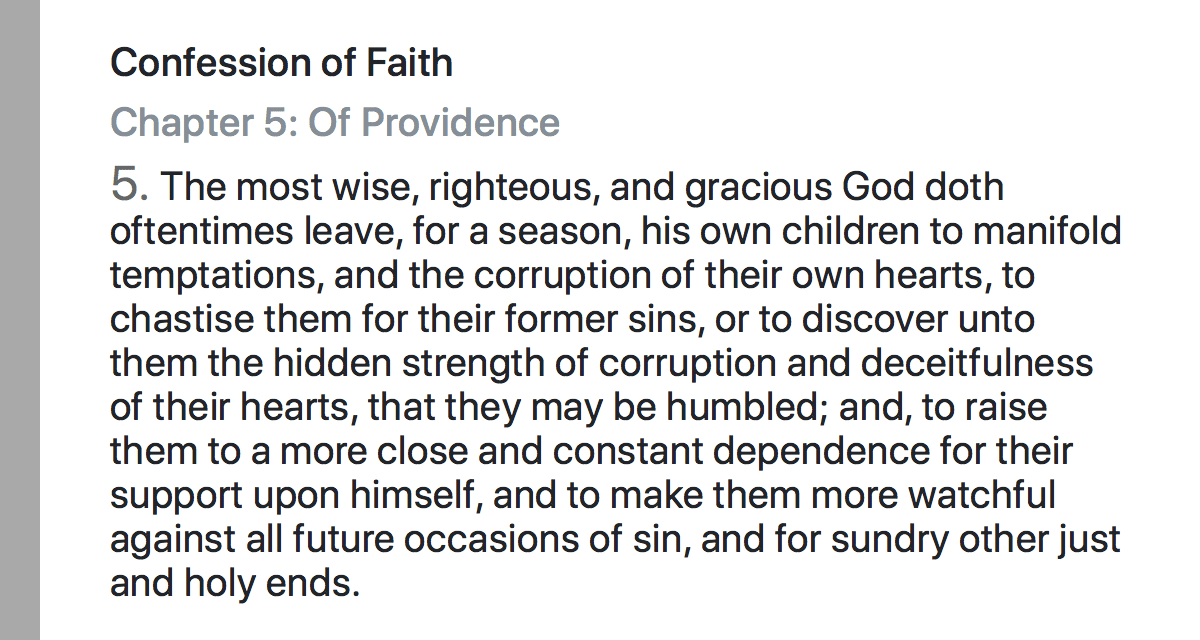 Confession of Faith
Chapter 5: Of Providence
5. The most wise, righteous, and gracious God doth
oftentimes leave, for a season, his own children to manifold
temptations, and the corruption of their own hearts, to
chastise them for their former sins, or to discover unto
them the hidden strength of corruption and deceitfulness
of their hearts, that they may be humbled; and, to raise
them to a more close and constant dependence for their
support upon himself, and to make them more watchful
against all future occasions of sin, and for sundry other just
and holy ends.